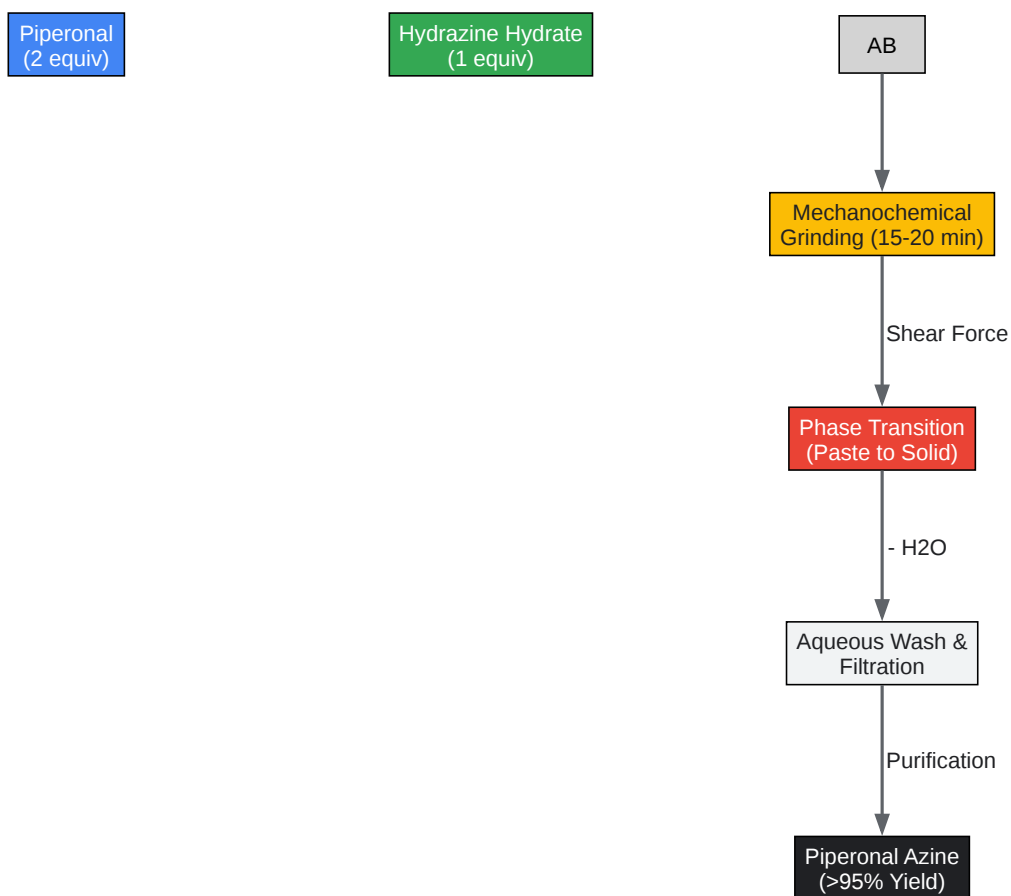 Piperonal
(2 equiv)
Hydrazine Hydrate
(1 equiv)
AB
Mechanochemical
Grinding (15-20 min)
Shear Force
Phase Transition
(Paste to Solid)
- H2O
Aqueous Wash &
Filtration
Purification
Piperonal Azine
(>95% Yield)